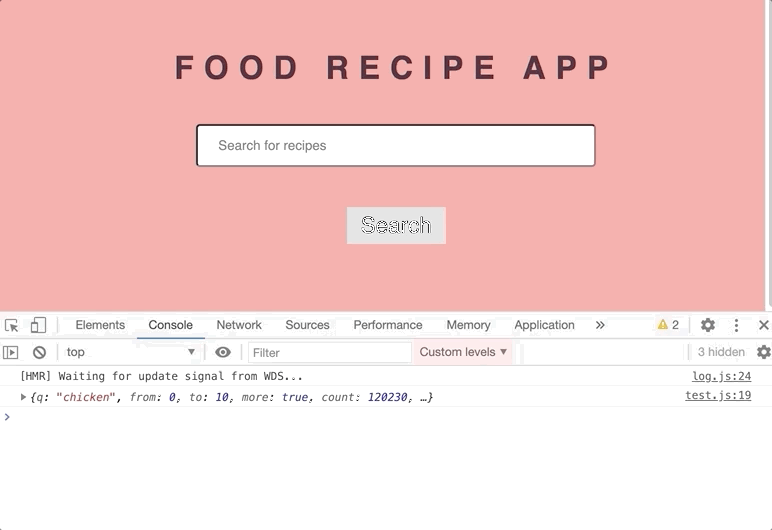 FOOD RECIPE APP
Search for recipes
Search
Elements Console Network Sources Performance Memory Application » 2
top Filter Custom levels 3 hidden
[HMR] Waiting for update signal from WDS... log.js:24
{q: "chicken", from: 0, to: 10, more: true, count: 120230, …} test.js:19